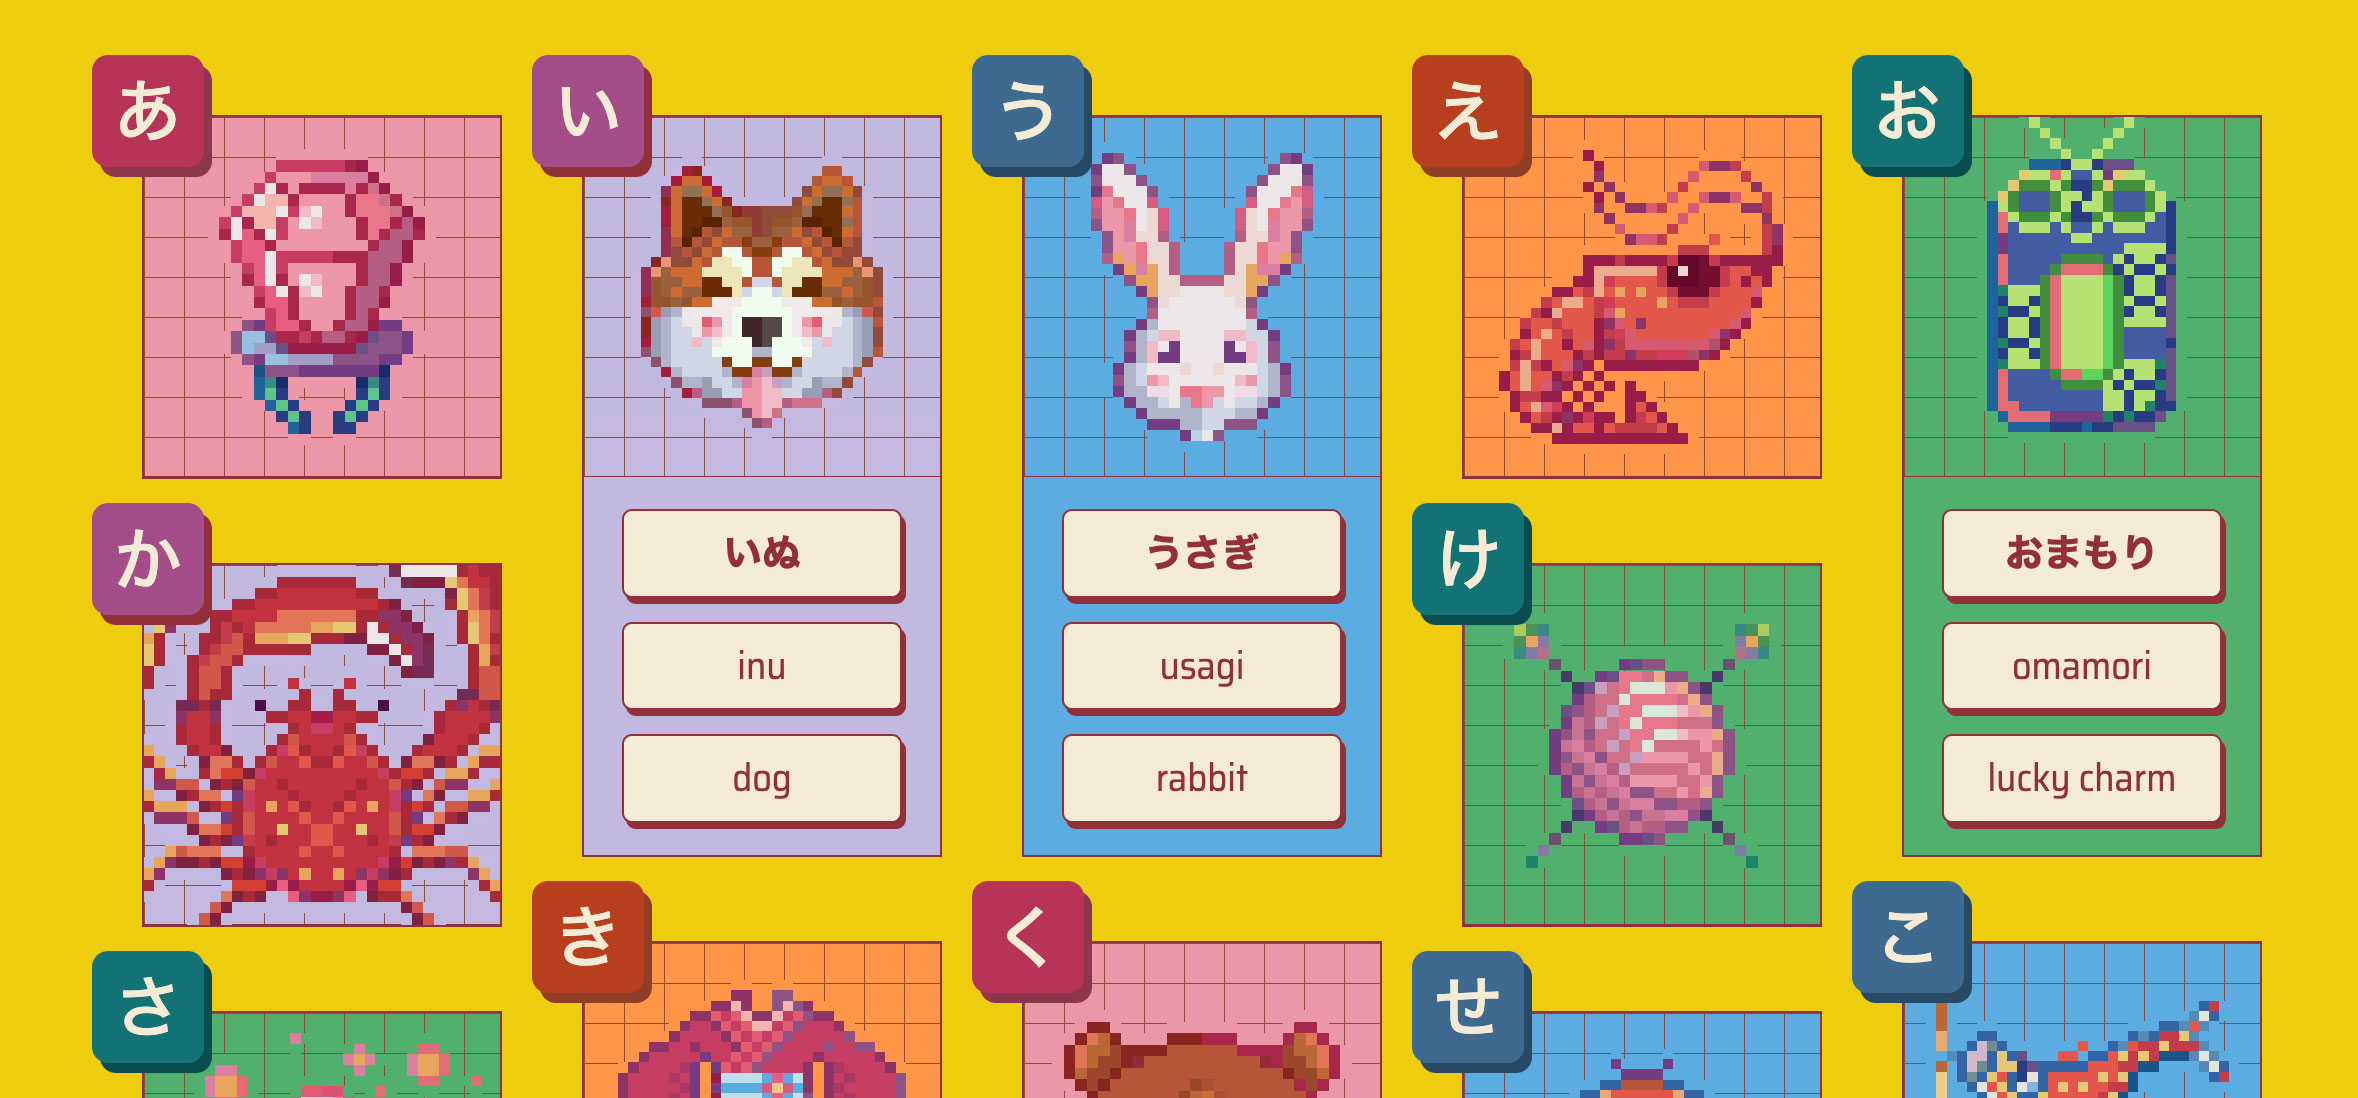 あ
い
う
え
お
いぬ
inu
dog
うさぎ
usagi
rabbit
おまもり
omamori
lucky charm
か
け
き
く
こ
さ
せ